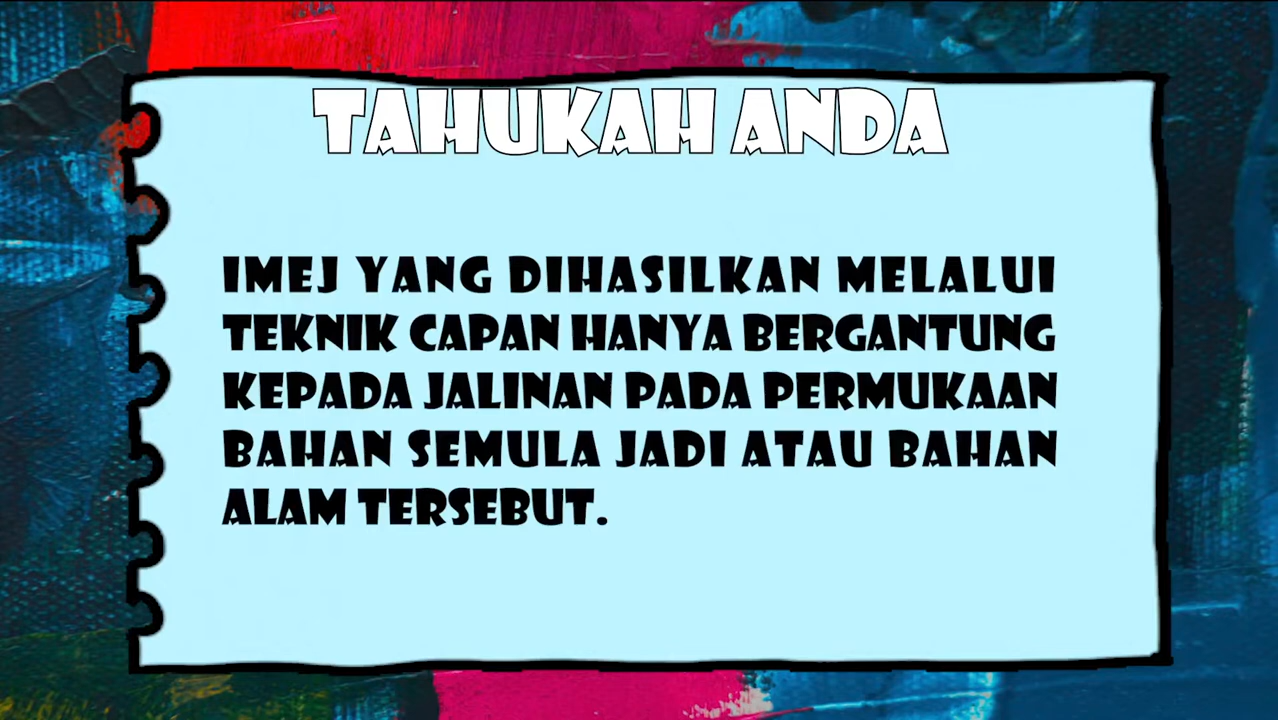 TAHUKAH ANDA
IMEJ YANG DIHASILKAN MELALUI
TEKNIK CAPAN HANYA BERGANTUNG
KEPADA JALINAN PADA PERMUKAAN
BAHAN SEMULA JADI ATAU BAHAN
ALAM TERSEBUT.